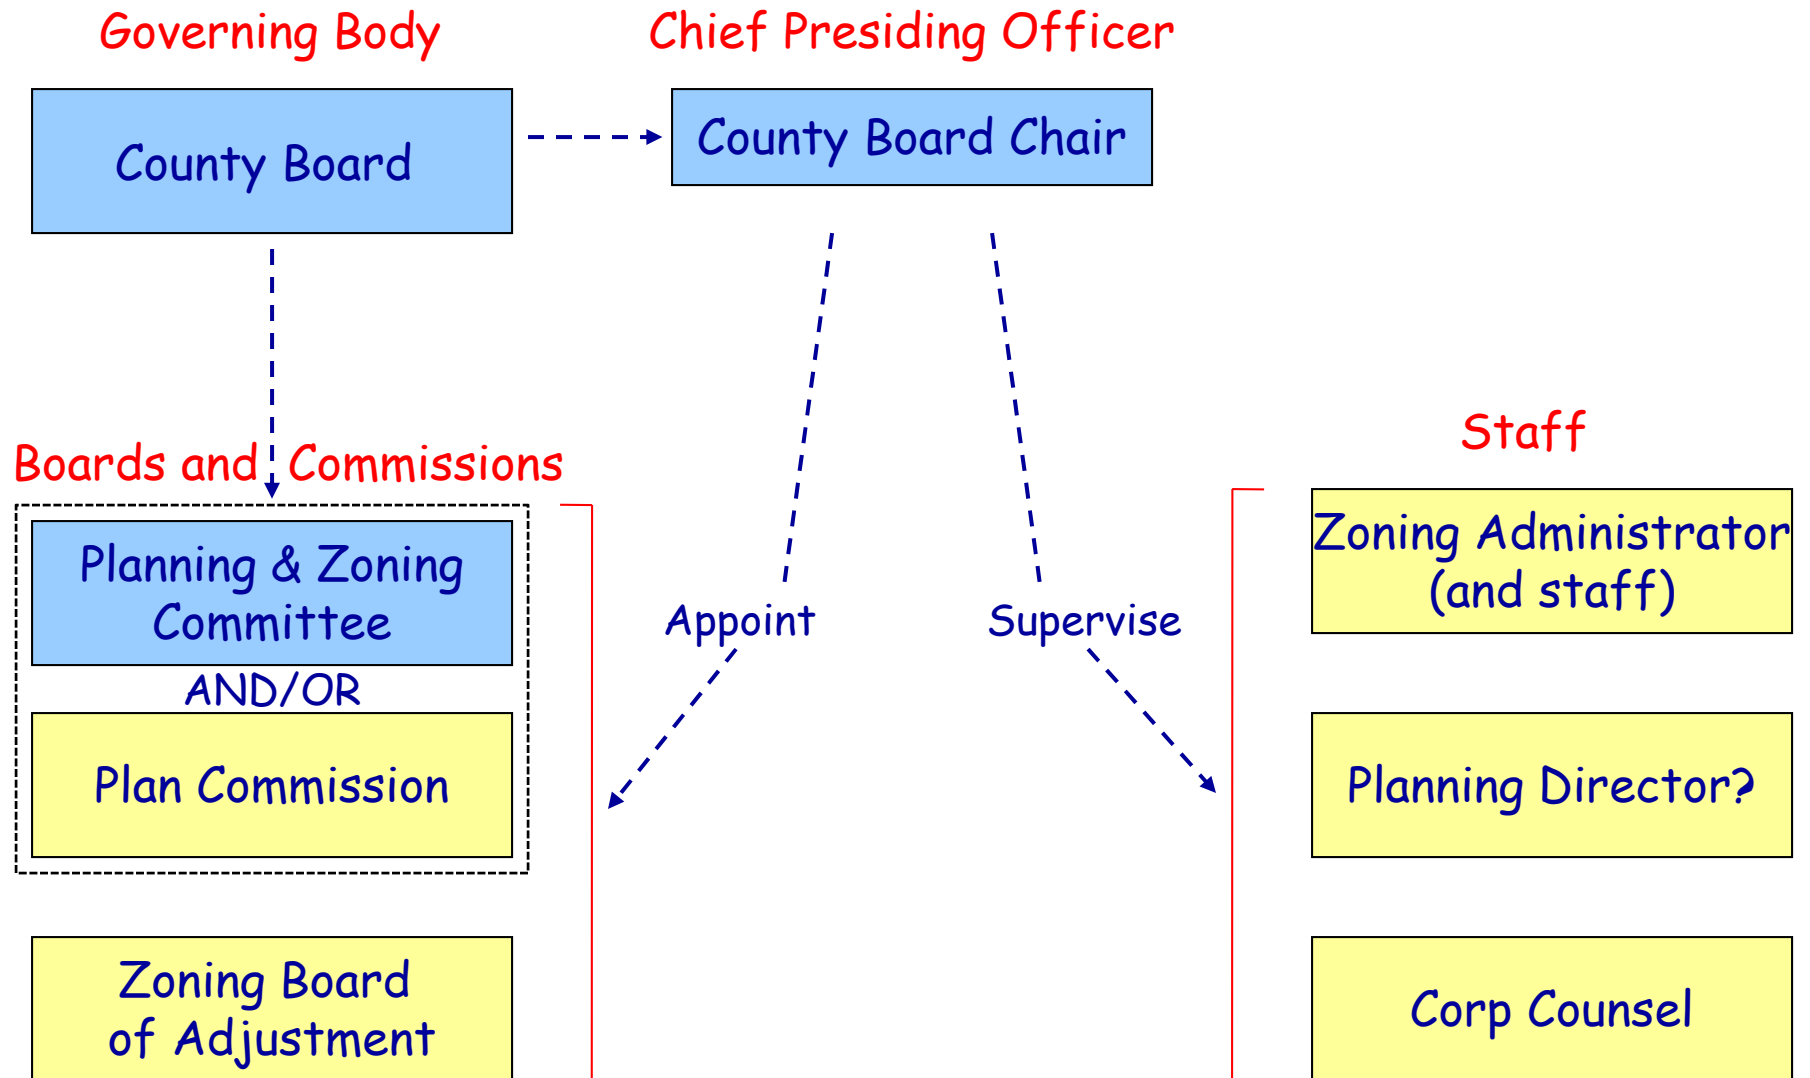 Governing Body
Chief Presiding Officer
County Board
County Board Chair
Boards and Commissions
Staff
Planning & Zoning
Committee
AND/OR
Plan Commission
Zoning Board
of Adjustment
Appoint
Supervise
Zoning Administrator
(and staff)
Planning Director?
Corp Counsel